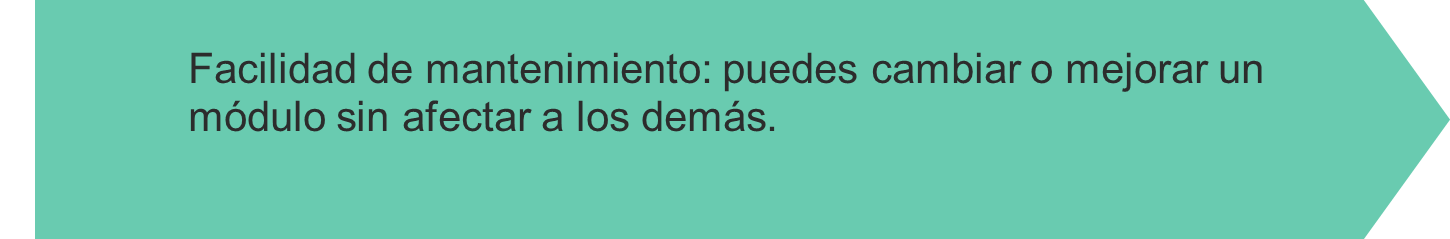 Facilidad de mantenimiento: puedes cambiar o mejorar un
módulo sin afectar a los demás.